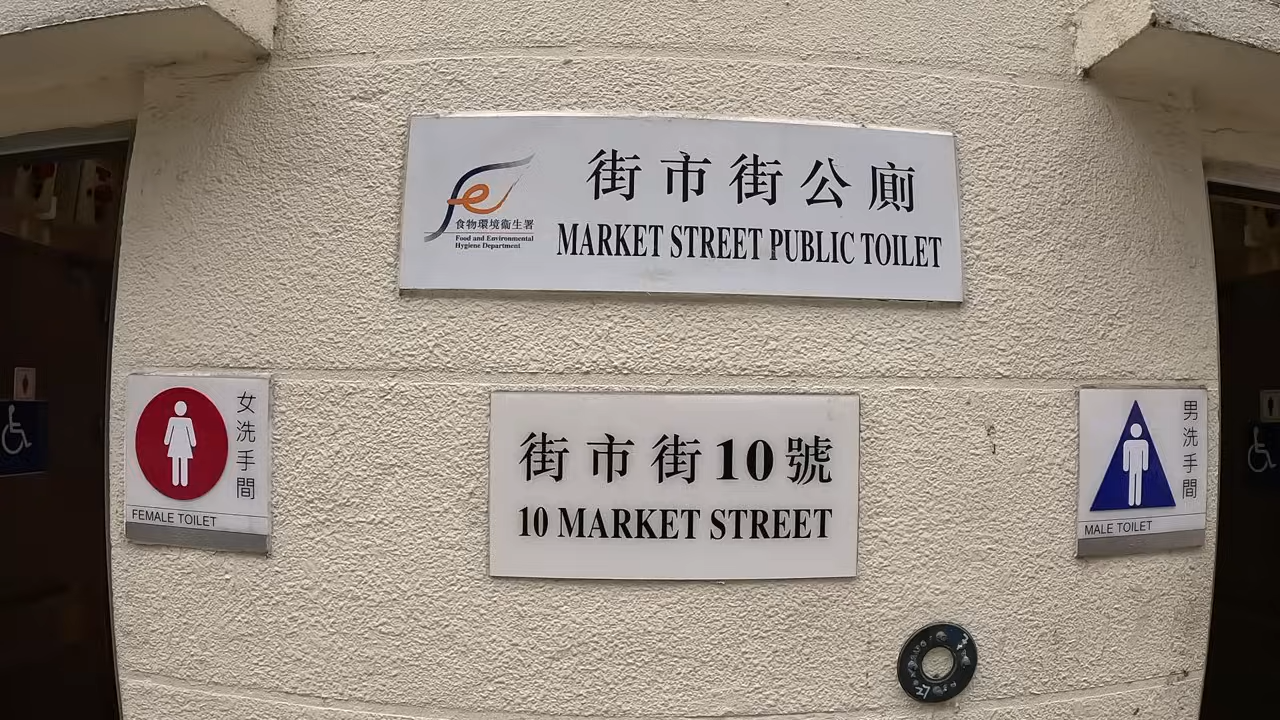 街市街公廁
MARKET STREET PUBLIC TOILET
食物環境衞生署
Food and Environmental
Hygiene Department
女洗手間
FEMALE TOILET
街市街10號
10 MARKET STREET
男洗手間
MALE TOILET